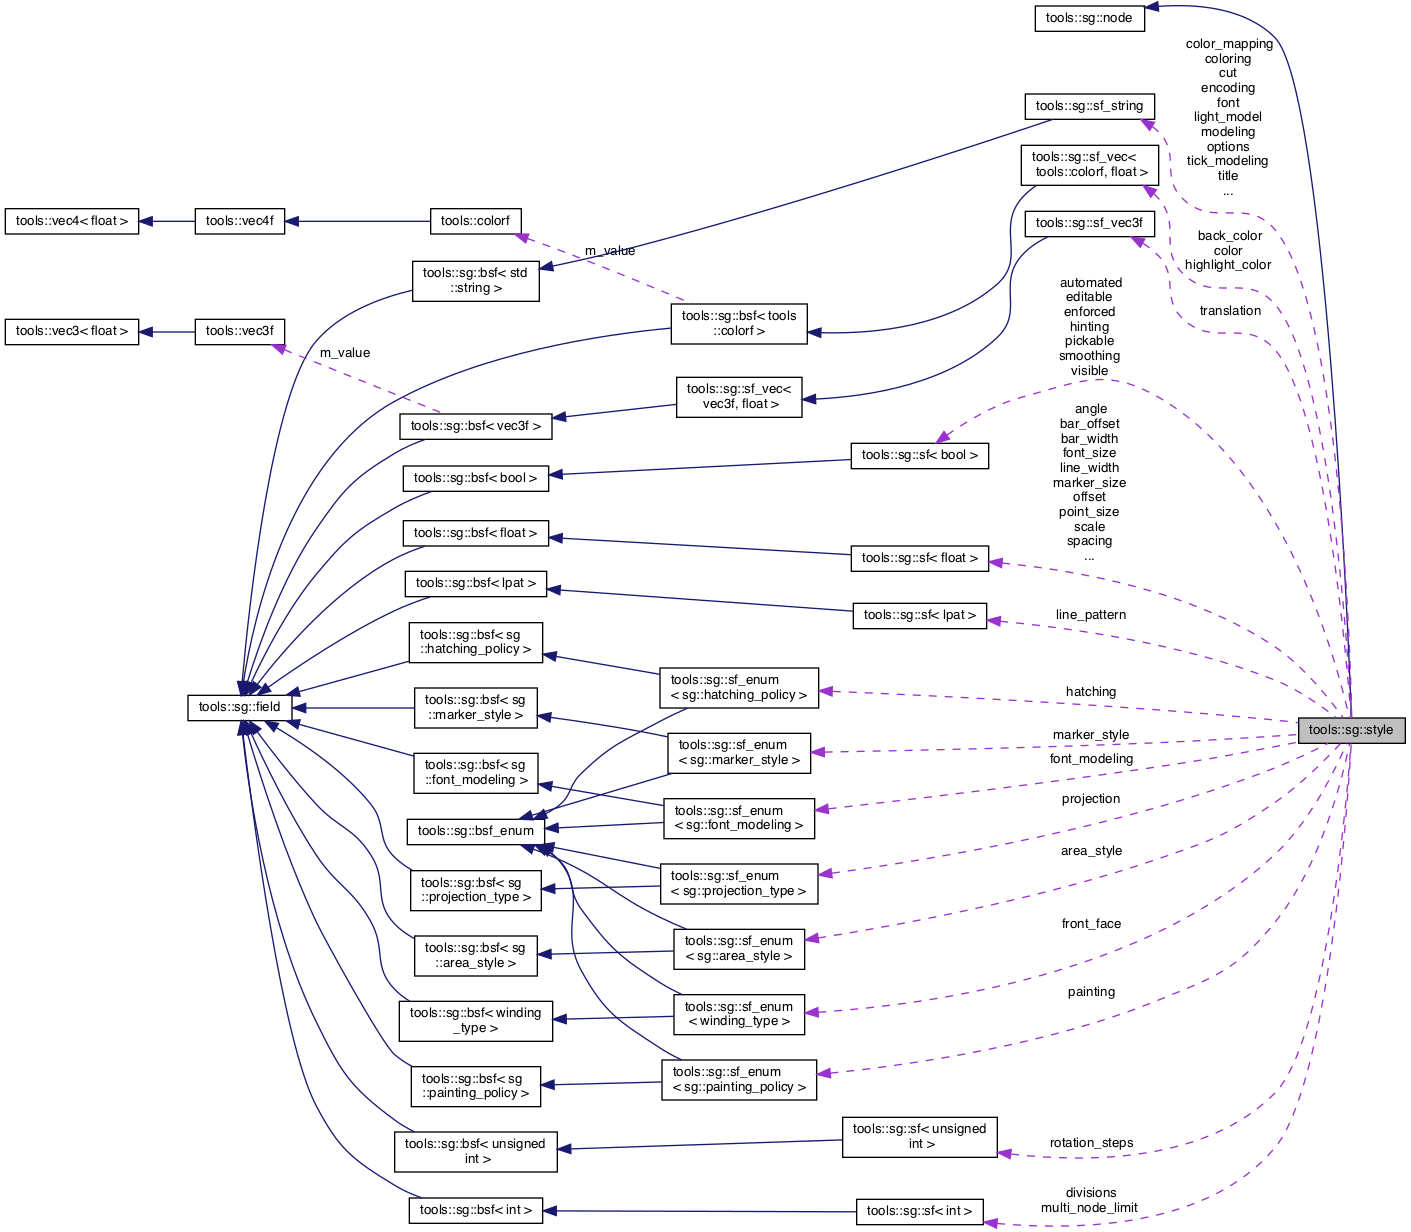 tools::sg::node
color_mapping
coloring
cut
encoding
font
light_model
modeling
options
tick_modeling
title
...
tools::sg::sf_string
tools::sg::sf_vec<
tools::colorf, float >
tools::vec4< float >
tools::vec4f
tools::colorf
tools::sg::sf_vec3f
m_value
back_color
color
highlight_color
tools::sg::bsf< std
::string >
automated
editable
enforced
hinting
pickable
smoothing
visible
translation
tools::sg::bsf< tools
::colorf >
tools::vec3< float >
tools::vec3f
m_value
tools::sg::sf_vec<
vec3f, float >
angle
bar_offset
bar_width
font_size
line_width
marker_size
offset
point_size
scale
spacing
...
tools::sg::bsf< vec3f >
tools::sg::sf< bool >
tools::sg::bsf< bool >
tools::sg::bsf< float >
tools::sg::sf< float >
tools::sg::bsf< lpat >
tools::sg::sf< lpat >
line_pattern
tools::sg::bsf< sg
::hatching_policy >
tools::sg::sf_enum
< sg::hatching_policy >
hatching
tools::sg::field
tools::sg::bsf< sg
::marker_style >
tools::sg::style
tools::sg::sf_enum
< sg::marker_style >
marker_style
font_modeling
tools::sg::bsf< sg
::font_modeling >
tools::sg::sf_enum
< sg::font_modeling >
projection
tools::sg::bsf_enum
area_style
tools::sg::bsf< sg
::projection_type >
tools::sg::sf_enum
< sg::projection_type >
front_face
tools::sg::bsf< sg
::area_style >
tools::sg::sf_enum
< sg::area_style >
painting
tools::sg::bsf< winding
_type >
tools::sg::sf_enum
< winding_type >
tools::sg::bsf< sg
::painting_policy >
tools::sg::sf_enum
< sg::painting_policy >
tools::sg::bsf< unsigned
int >
tools::sg::sf< unsigned
int >
rotation_steps
tools::sg::bsf< int >
tools::sg::sf< int >
divisions
multi_node_limit